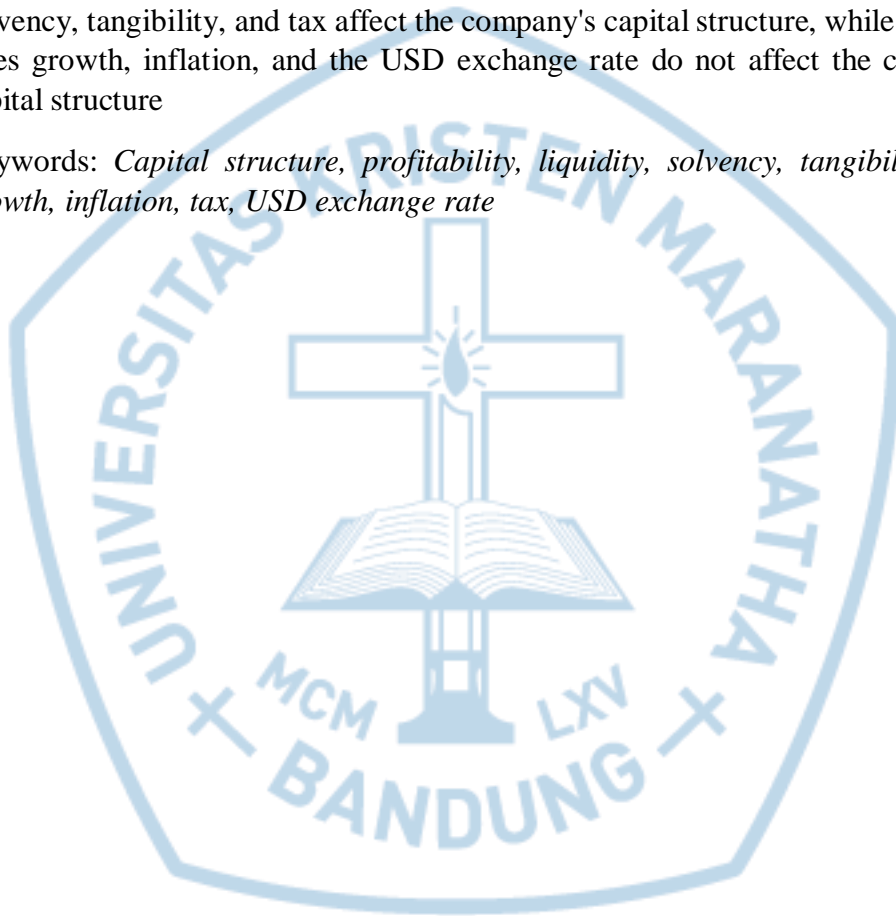 vency, tangibility, and tax affect the company's capital structure, while
es growth, inflation, and the USD exchange rate do not affect the c
ital structure
ywords: Capital structure, profitability, liquidity, solvency, tangibil
wth, inflation, tax, USD exchange rate
UNIVERSITAS KRISTEN MARANATHA
MCM LXV
BANDUNG